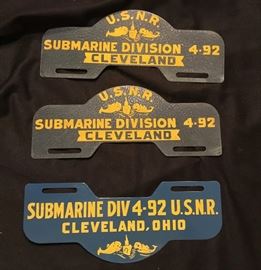 U.S.N.R.
SUBMARINE DIVISION 4-92
CLEVELAND
U.S.N.R.
SUBMARINE DIVISION 4-92
CLEVELAND
SUBMARINE DIV 4-92 U.S.N.R.
CLEVELAND, OHIO